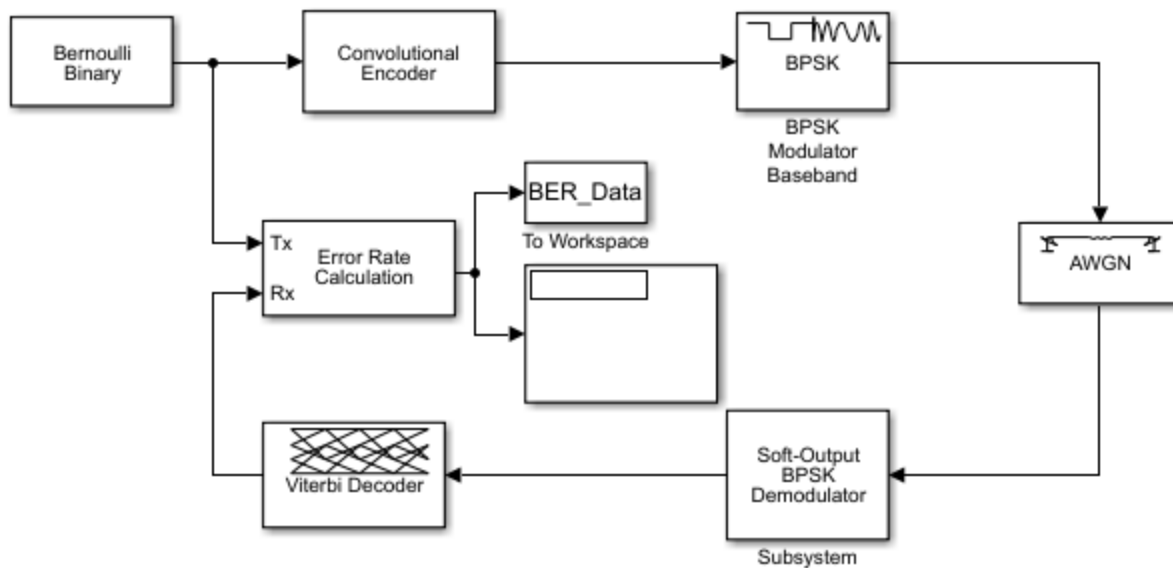 Bernoulli
Binary
Convolutional
Encoder
BPSK
BPSK
Modulator
Baseband
BER_Data
To Workspace
Tx
Rx
Error Rate
Calculation
AWGN
Viterbi Decoder
Soft-Output
BPSK
Demodulator
Subsystem